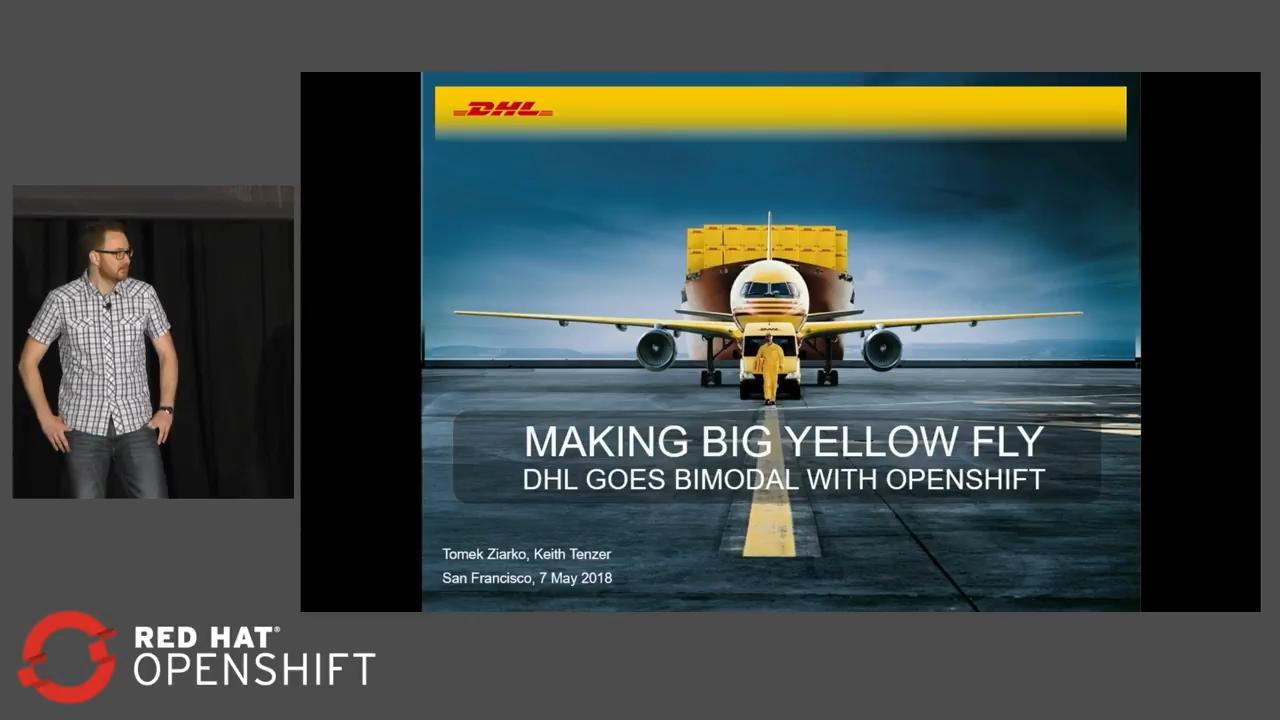 DHL
MAKING BIG YELLOW FLY
DHL GOES BIMODAL WITH OPENSHIFT
Tomek Ziarko, Keith Tenzer
San Francisco, 7 May 2018
RED HAT®
OPENSHIFT